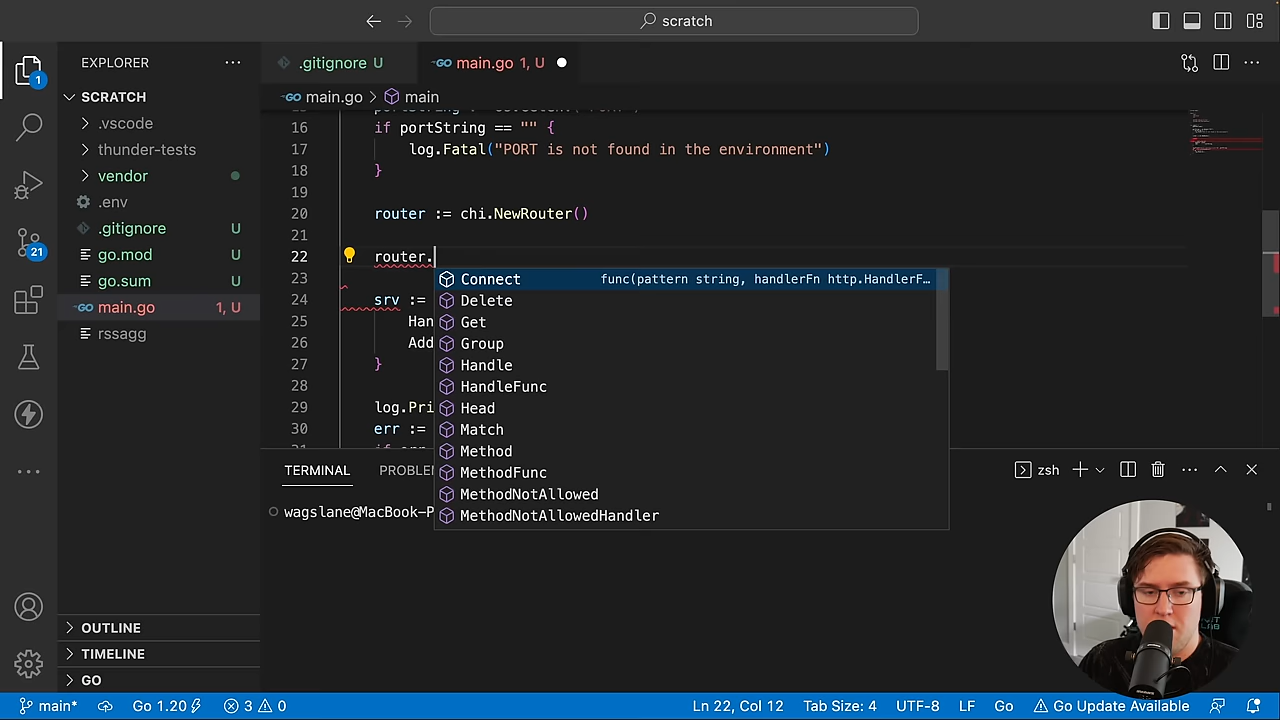 scratch
EXPLORER
SCRATCH
.vscode
thunder-tests
vendor
.env
.gitignore U
go.mod U
go.sum U
main.go 1, U
rssagg
OUTLINE
TIMELINE
GO
.gitignore U
main.go 1, U
main.go > main
16 if portString == "" {
17 log.Fatal("PORT is not found in the environment")
18 }
19
20 router := chi.NewRouter()
21
22 router.
23
24 srv :=
25 Han
26 Add
27 }
28
29 log.Pri
30 err :=
Connect func(pattern string, handlerFn http.HandlerF…
Delete
Get
Group
Handle
HandleFunc
Head
Match
Method
MethodFunc
MethodNotAllowed
MethodNotAllowedHandler
TERMINAL PROBLEM
zsh
wagslane@MacBook-P
1
21
main* Go 1.20 3 0 Ln 22, Col 12 Tab Size: 4 UTF-8 LF Go Go Update Available